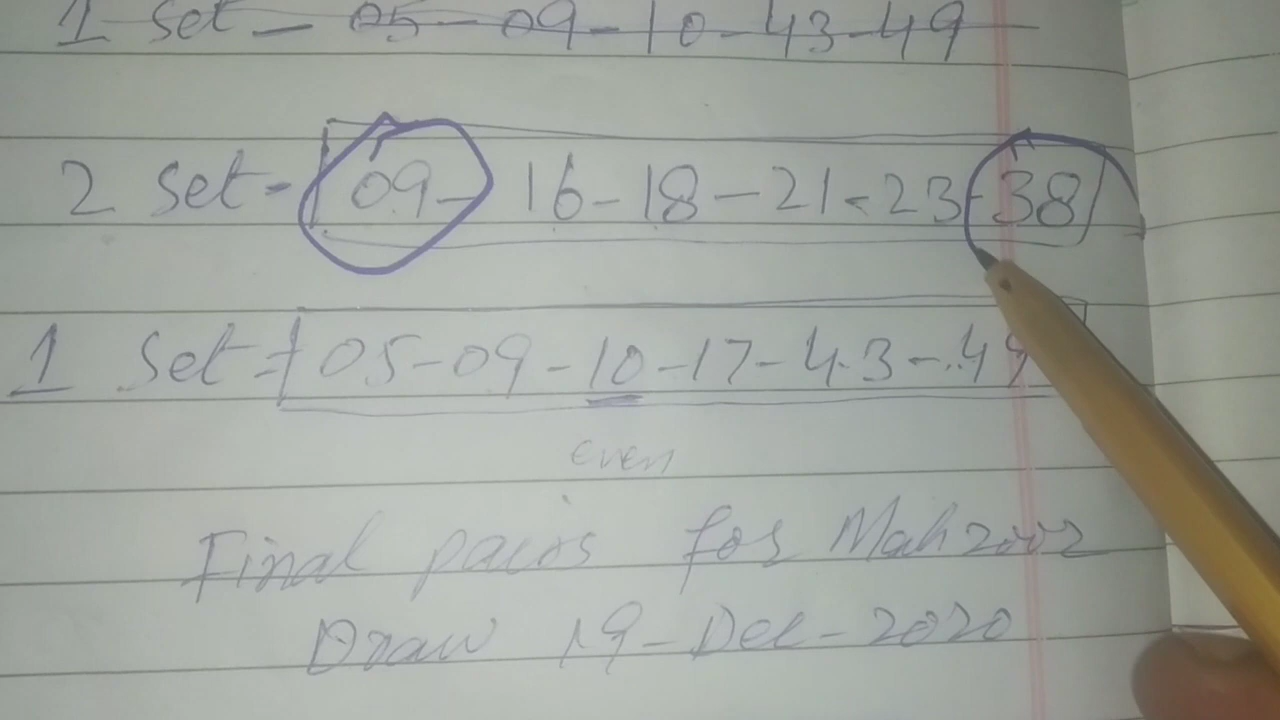 1 Set - 05 - 09 - 10 - 43 - 49
2 Set - 09 - 16 - 18 - 21 - 23 - 38
1 Set = 05 - 09 - 10 - 17 - 43 - 49
even
Final pairs for Mahzooz
Draw 19 - Dec - 2020